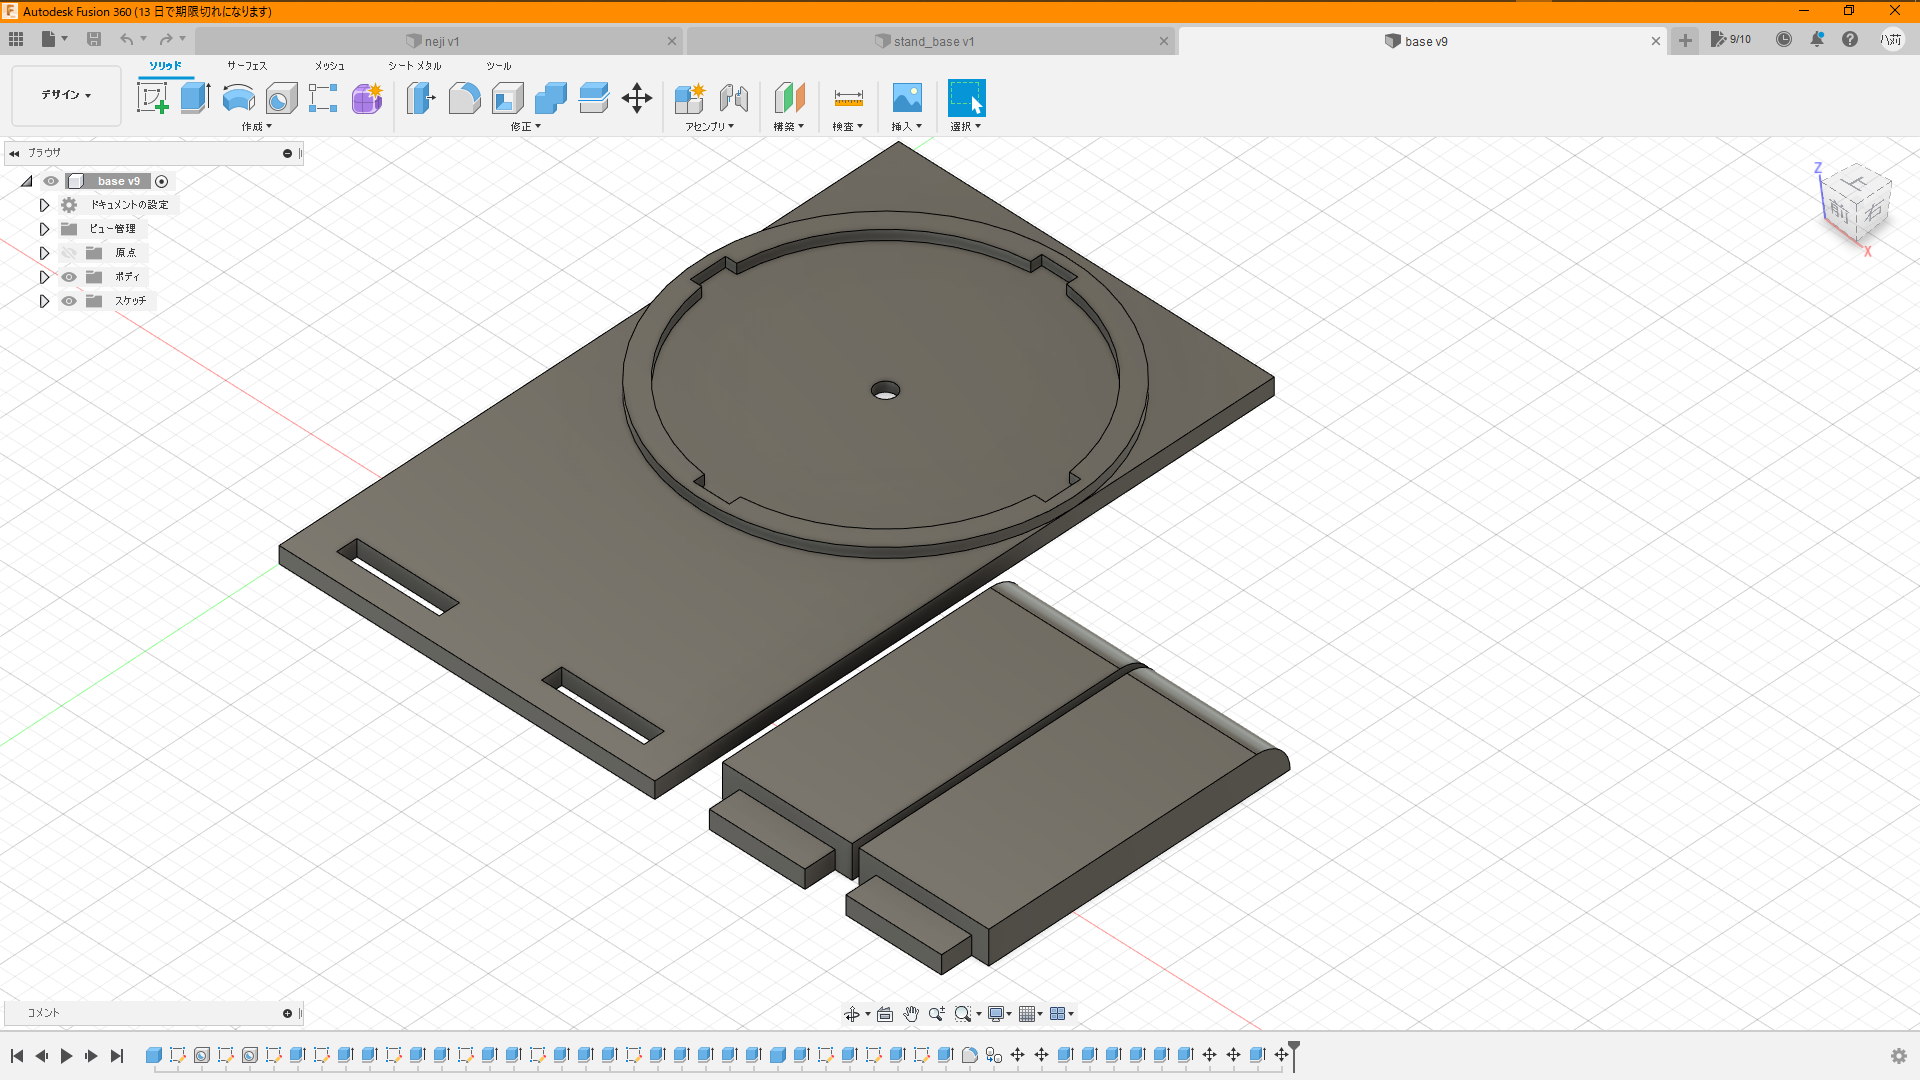 Autodesk Fusion 360 (13 日で期限切れになります)
neji v1
stand_base v1
base v9
9/10
八苅
デザイン
ソリッド
サーフェス
メッシュ
シート メタル
ツール
作成
修正
アセンブリ
構築
検査
挿入
選択
ブラウザ
base v9
ドキュメントの設定
ビュー管理
原点
ボディ
スケッチ
Z
上
前
右
X
コメント